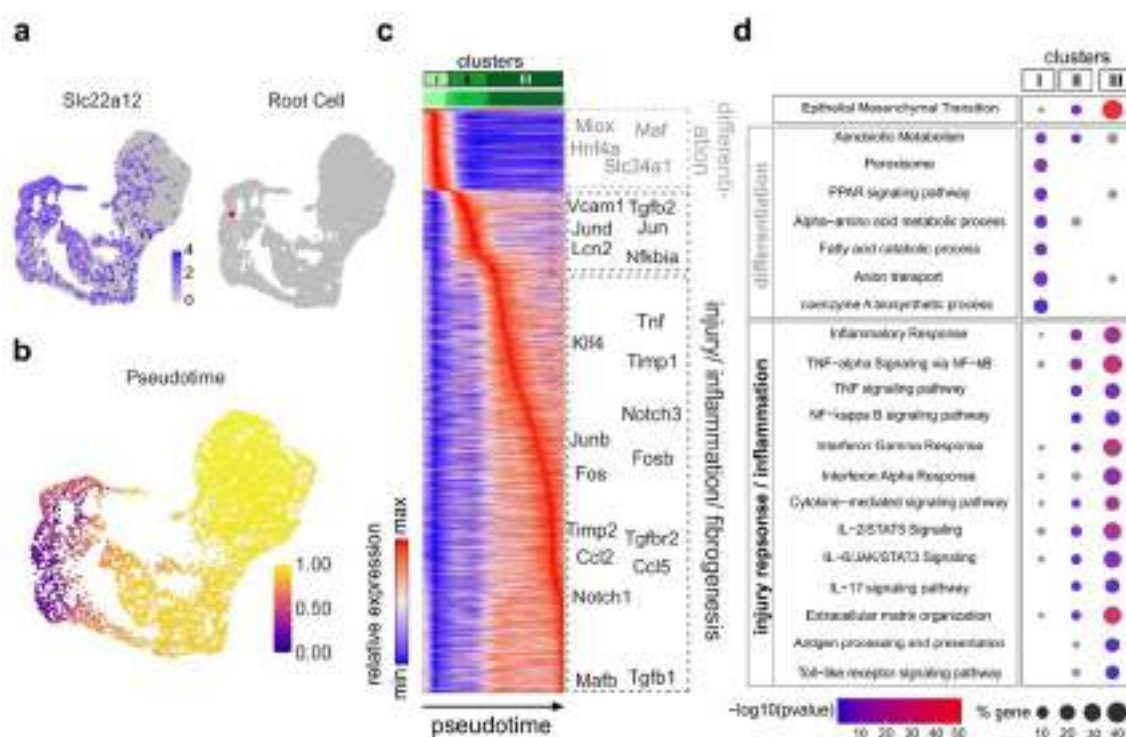 a
Slc22a12
Root Cell
4
2
0
b
Pseudotime
1.00
0.50
0.00
c
clusters
I
II
III
Miox
Maf
Hnf4a
Slc34a1
differenti-
ation
Vcam1
Tgfb2
Jund
Jun
Lcn2
Nfkbia
Tnf
Klf4
Timp1
Notch3
Junb
Fosb
Fos
Timp2
Tgfbr2
Ccl2
Ccl5
Notch1
Mafb
Tgfb1
injury/ inflammation/ fibrogenesis
relative expression
min
max
pseudotime
d
clusters
I
II
III
Epithelial Mesenchymal Transition
differentiation
Xenobiotic Metabolism
Peroxisome
PPAR signaling pathway
Alpha-amino acid metabolic process
Fatty acid catabolic process
Anion transport
coenzyme A biosynthetic process
injury repsonse / inflammation
Inflammatory Response
TNF-alpha Signaling via NF-kB
TNF signaling pathway
NF-kappa B signaling pathway
Interferon Gamma Response
Interferon Alpha Response
Cytokine-mediated signaling pathway
IL-2/STAT5 Signaling
IL-6/JAK/STAT3 Signaling
IL-17 signaling pathway
Extracellular matrix organization
Antigen processing and presentation
Toll-like receptor signaling pathway
-log10(pvalue)
10 20 30 40 50
% gene
10 20 30 40